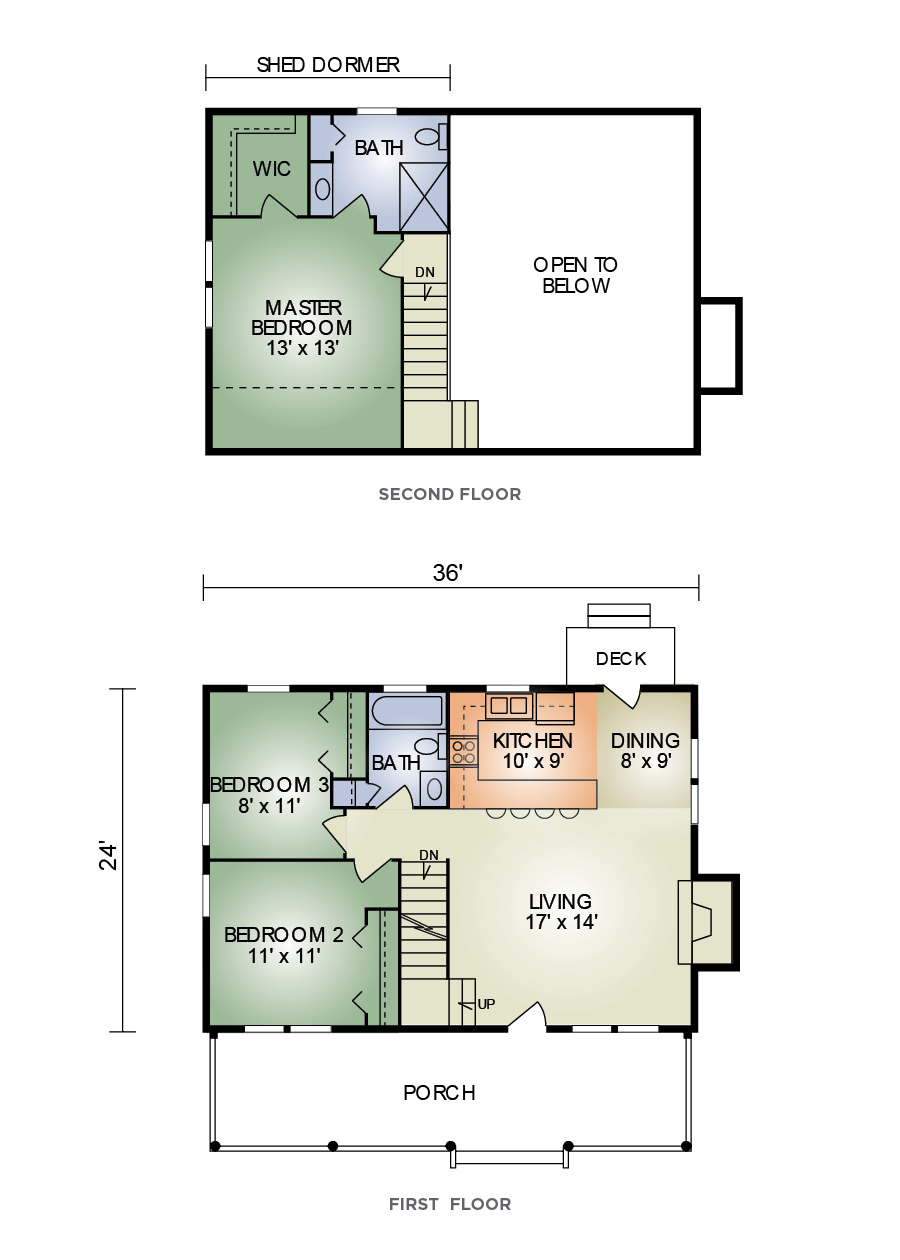 SHED DORMER
WIC
BATH
DN
OPEN TO
BELOW
MASTER
BEDROOM
13' x 13'
SECOND FLOOR
36'
DECK
KITCHEN
10' x 9'
DINING
8' x 9'
BATH
BEDROOM 3
8' x 11'
24'
DN
LIVING
17' x 14'
BEDROOM 2
11' x 11'
UP
PORCH
FIRST FLOOR